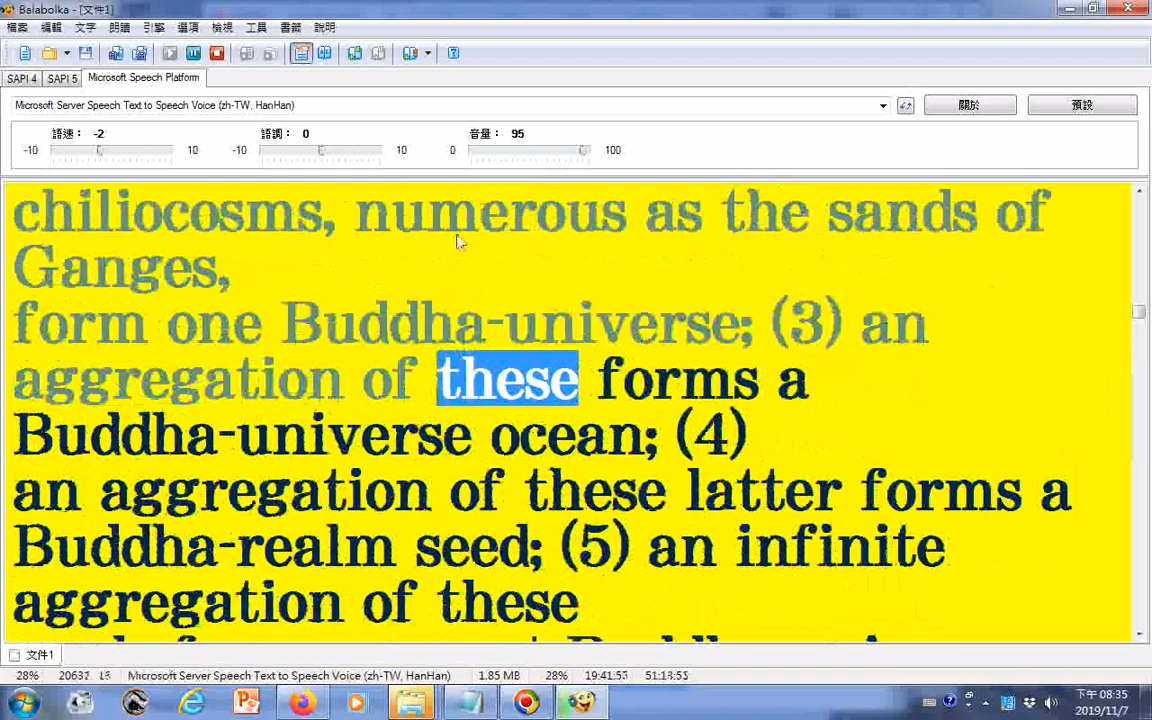 Balabolka - [文件1]
檔案 編輯 文字 朗讀 引擎 選項 檢視 工具 書籤 說明
SAPI 4 SAPI 5 Microsoft Speech Platform
Microsoft Server Speech Text to Speech Voice (zh-TW, HanHan) 關於 預設
語速： -2 語調： 0 音量： 95
-10 10 -10 10 0 100
chiliocosms, numerous as the sands of
Ganges,
form one Buddha-universe; (3) an
aggregation of these forms a
Buddha-universe ocean; (4)
an aggregation of these latter forms a
Buddha-realm seed; (5) an infinite
aggregation of these
文件1
28% Microsoft Server Speech Text to Speech Voice (zh-TW, HanHan) 1.85 MB 28% 19:41:55 51:18:55
下午 08:35
2019/11/7